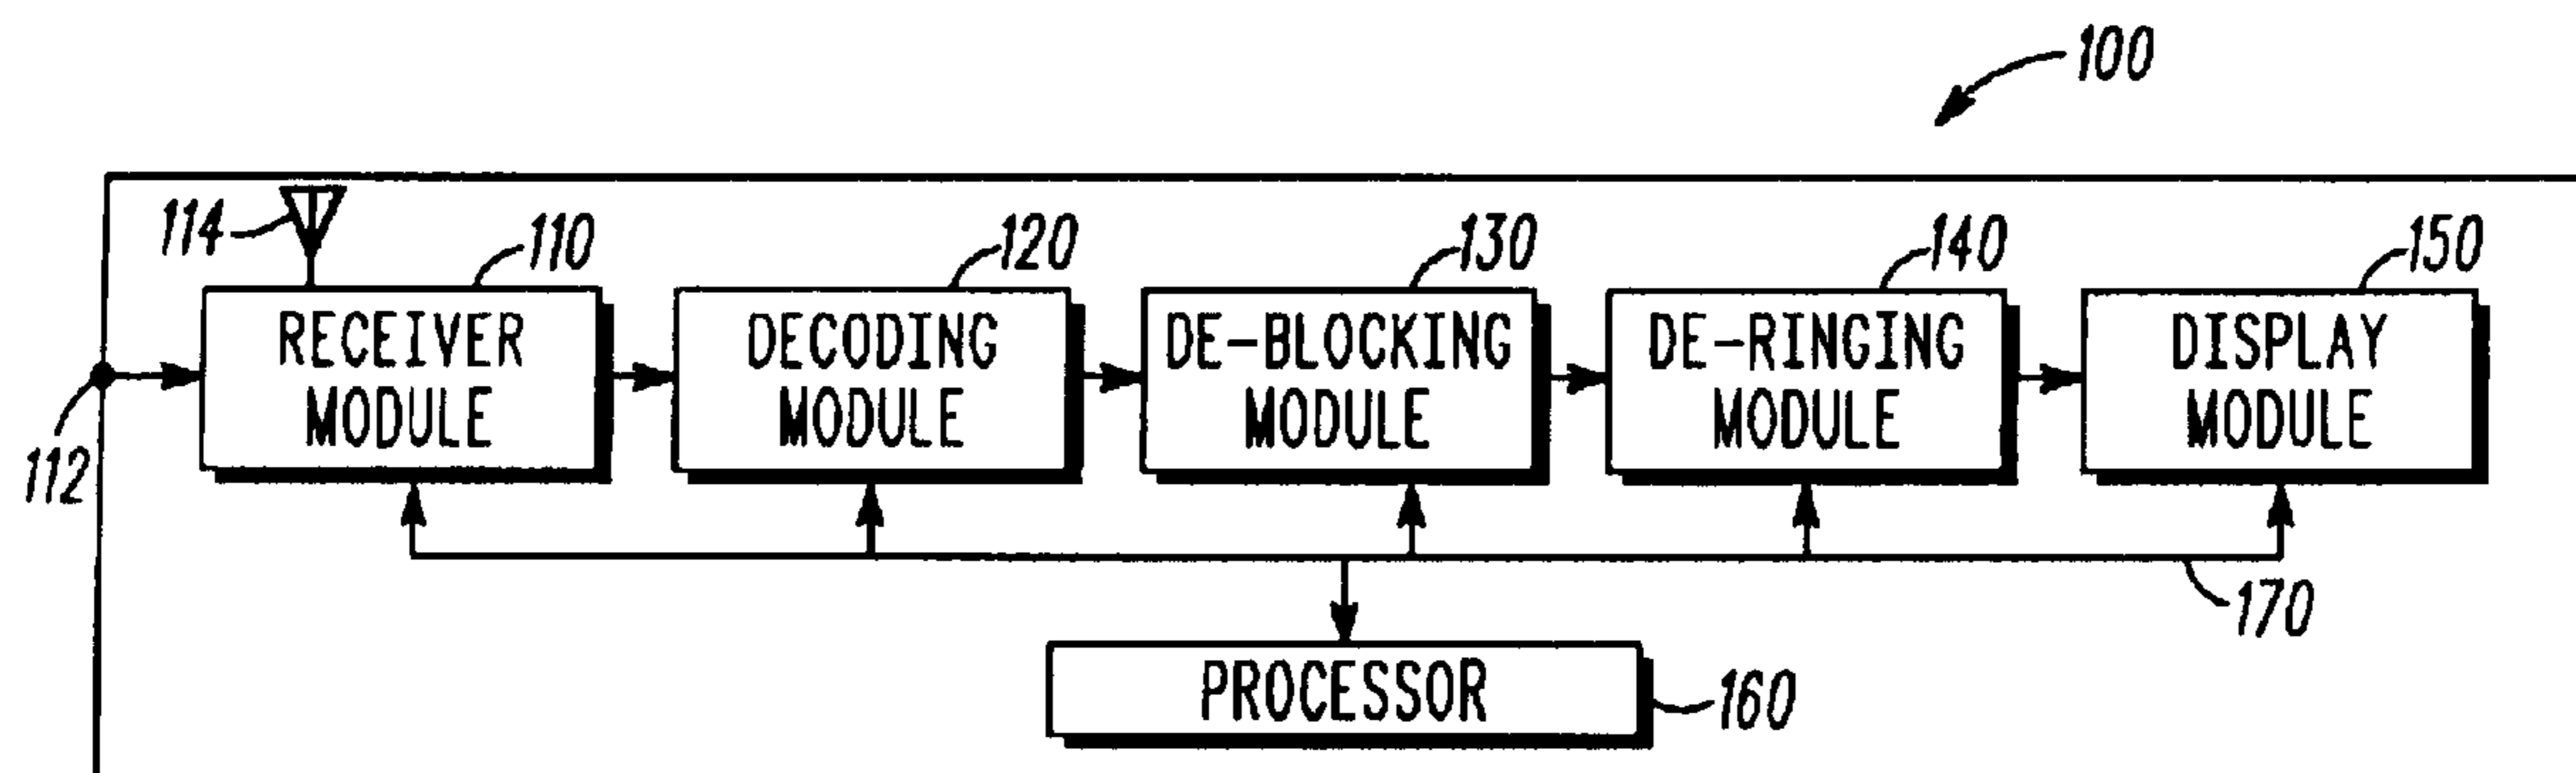 100
114
110
120
130
140
150
RECEIVER
MODULE
DECODING
MODULE
DE-BLOCKING
MODULE
DE-RINGING
MODULE
DISPLAY
MODULE
112
170
PROCESSOR
160